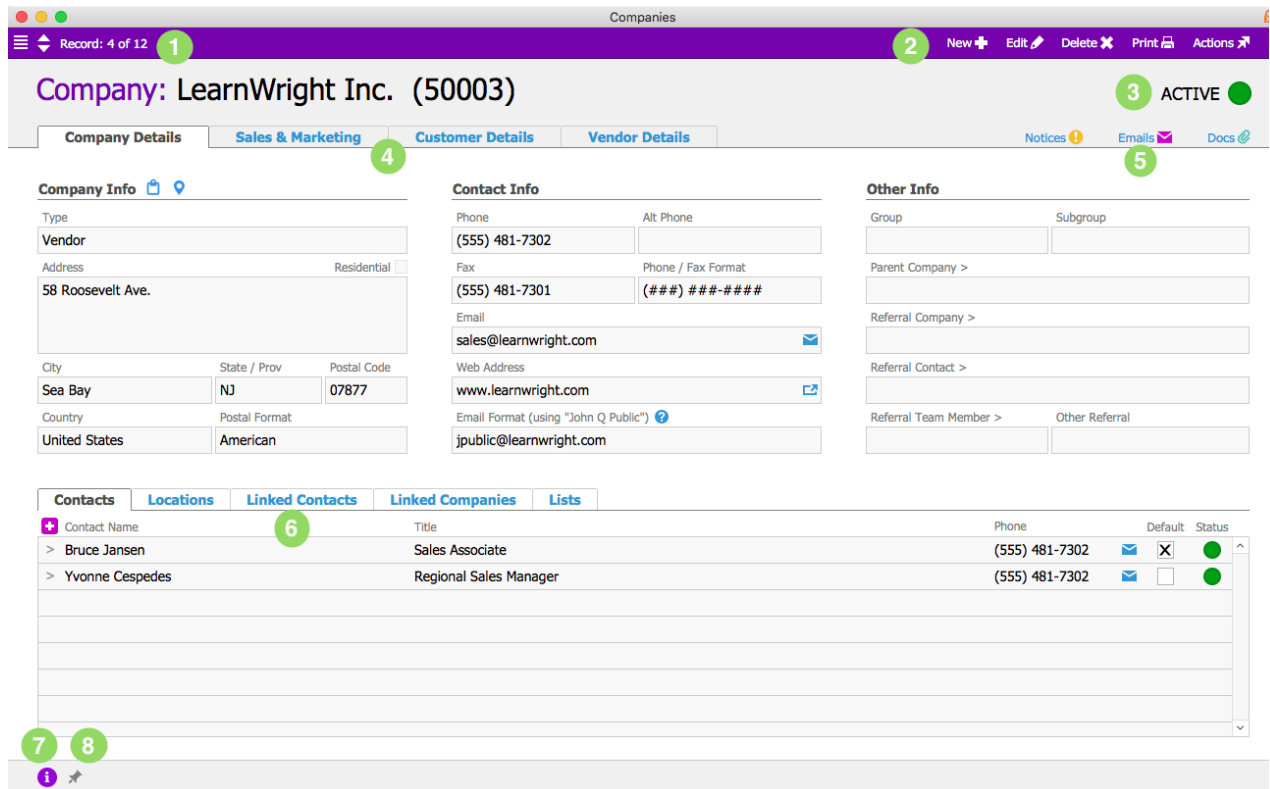 Companies
Record: 4 of 12 1 2 New Edit Delete Print Actions
Company: LearnWright Inc. (50003) 3 ACTIVE
Company Details Sales & Marketing Customer Details Vendor Details Notices Emails Docs
4 5
Company Info Contact Info Other Info
Type Phone Alt Phone Group Subgroup
Vendor (555) 481-7302
Address Residential Fax Phone / Fax Format Parent Company >
58 Roosevelt Ave. (555) 481-7301 (###) ###-####
Email Referral Company >
sales@learnwright.com
City State / Prov Postal Code Web Address Referral Contact >
Sea Bay NJ 07877 www.learnwright.com
Country Postal Format Email Format (using "John Q Public") ? Referral Team Member > Other Referral
United States American jpublic@learnwright.com
Contacts Locations Linked Contacts Linked Companies Lists
6
Contact Name Title Phone Default Status
> Bruce Jansen Sales Associate (555) 481-7302 X
> Yvonne Cespedes Regional Sales Manager (555) 481-7302
7 8
i